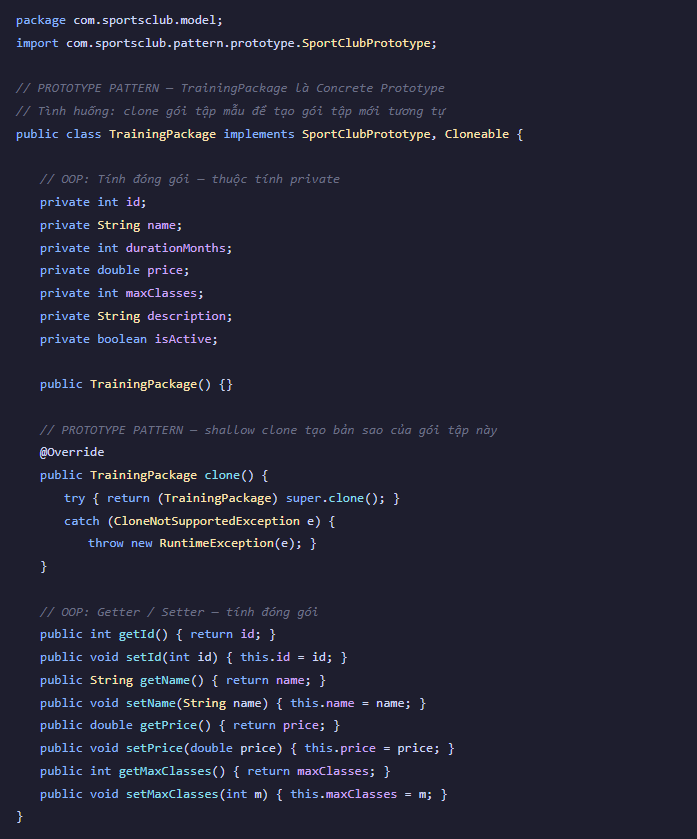 package com.sportsclub.model;
import com.sportsclub.pattern.prototype.SportClubPrototype;
// PROTOTYPE PATTERN — TrainingPackage là Concrete Prototype
// Tình huống: clone gói tập mẫu để tạo gói tập mới tương tự
public class TrainingPackage implements SportClubPrototype, Cloneable {
// OOP: Tính đóng gói — thuộc tính private
private int id;
private String name;
private int durationMonths;
private double price;
private int maxClasses;
private String description;
private boolean isActive;
public TrainingPackage() {}
// PROTOTYPE PATTERN — shallow clone tạo bản sao của gói tập này
@Override
public TrainingPackage clone() {
try { return (TrainingPackage) super.clone(); }
catch (CloneNotSupportedException e) {
throw new RuntimeException(e); }
}
// OOP: Getter / Setter — tính đóng gói
public int getId() { return id; }
public void setId(int id) { this.id = id; }
public String getName() { return name; }
public void setName(String name) { this.name = name; }
public double getPrice() { return price; }
public void setPrice(double price) { this.price = price; }
public int getMaxClasses() { return maxClasses; }
public void setMaxClasses(int m) { this.maxClasses = m; }
}